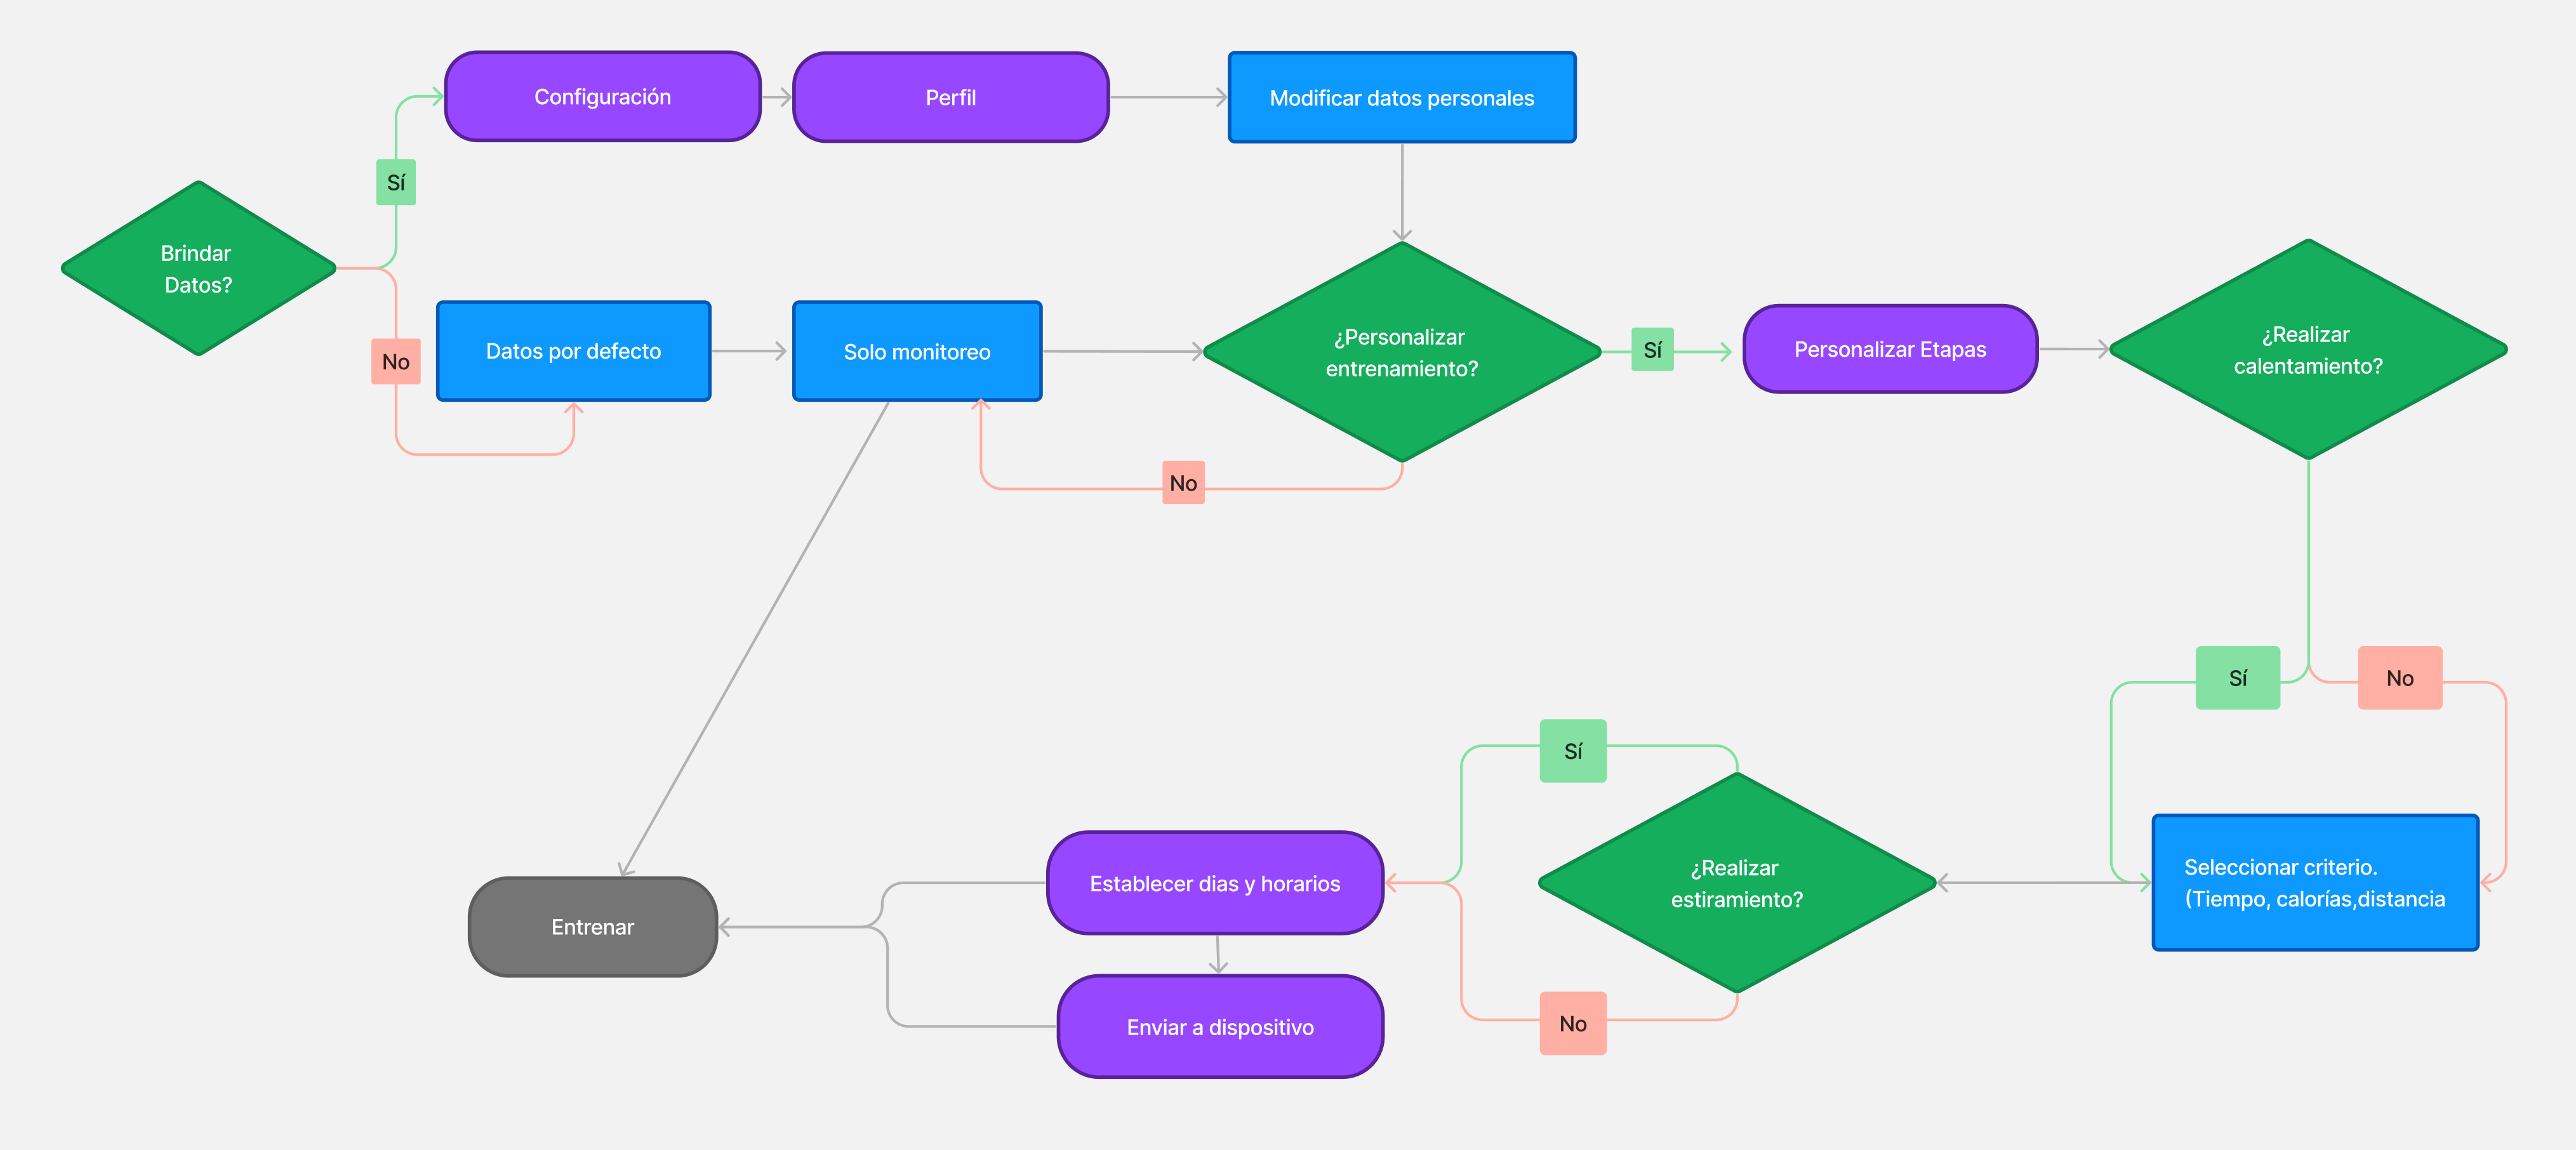 Configuración
Perfil
Modificar datos personales
Sí
Brindar
Datos?
No
Datos por defecto
Solo monitoreo
¿Personalizar
entrenamiento?
Sí
Personalizar Etapas
¿Realizar
calentamiento?
No
Sí
No
Sí
¿Realizar
estiramiento?
Seleccionar criterio.
(Tiempo, calorías,distancia
Establecer dias y horarios
Entrenar
No
Enviar a dispositivo